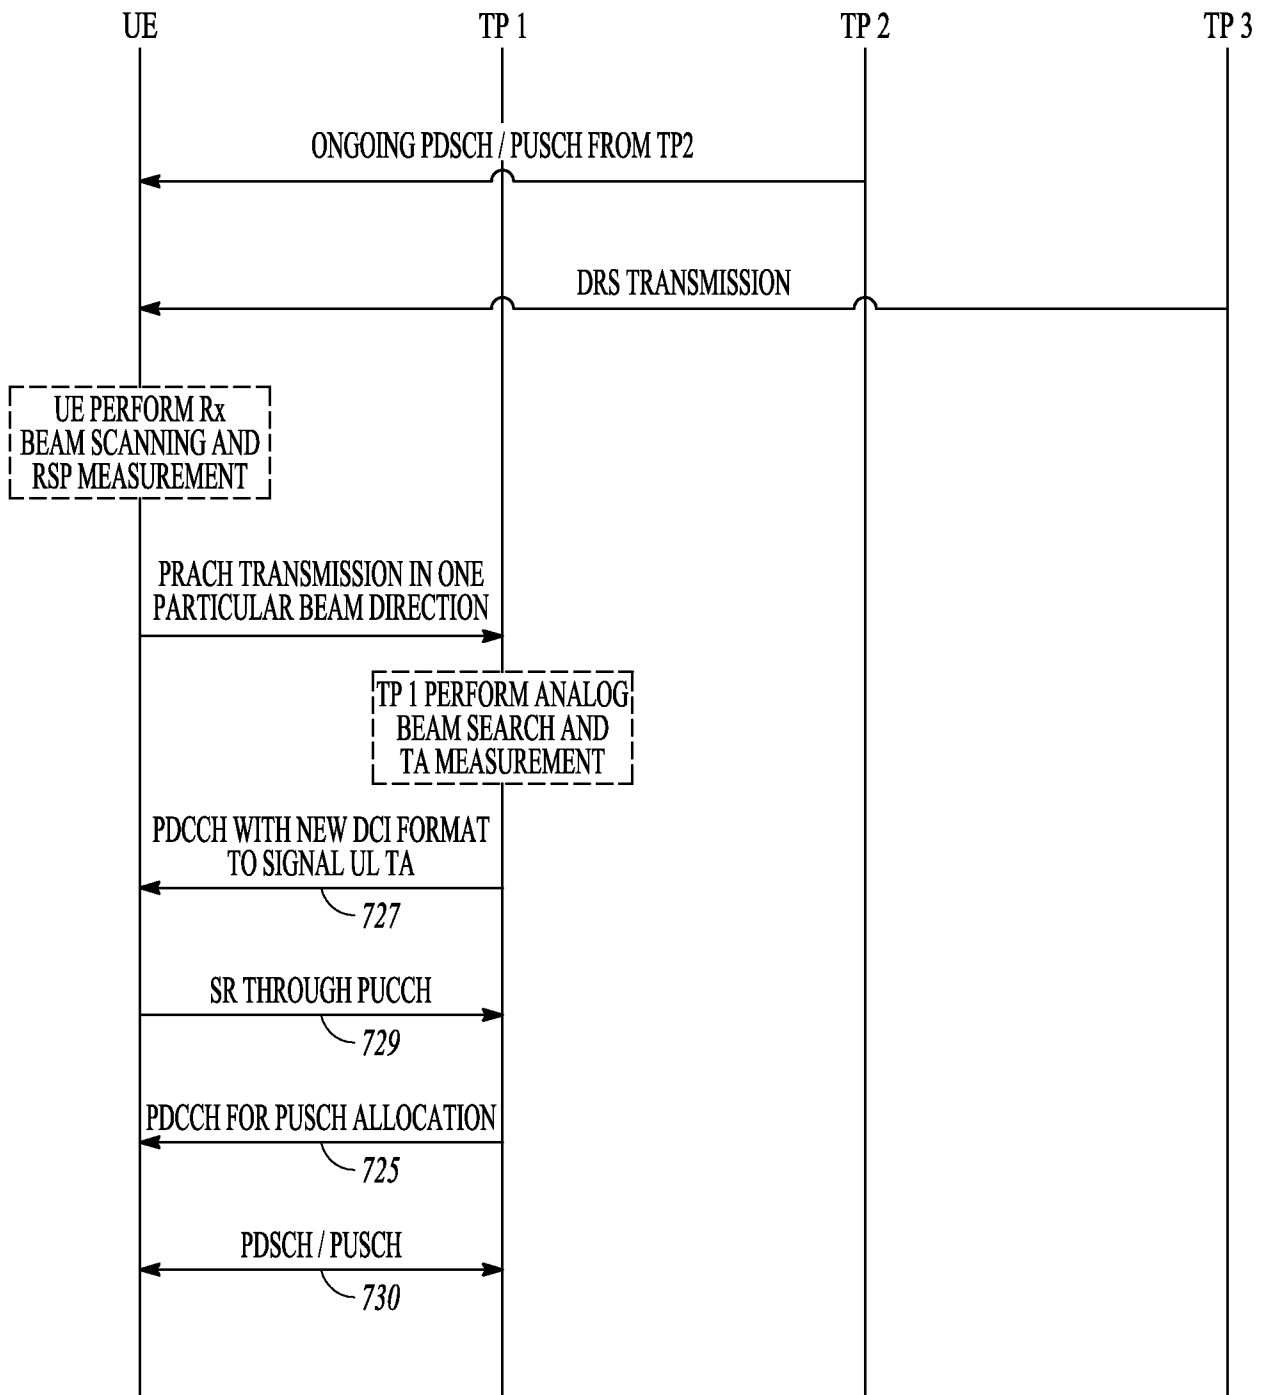 UE
TP 1
TP 2
TP 3
ONGOING PDSCH / PUSCH FROM TP2
DRS TRANSMISSION
UE PERFORM Rx
BEAM SCANNING AND
RSP MEASUREMENT
PRACH TRANSMISSION IN ONE
PARTICULAR BEAM DIRECTION
TP 1 PERFORM ANALOG
BEAM SEARCH AND
TA MEASUREMENT
PDCCH WITH NEW DCI FORMAT
TO SIGNAL UL TA
727
SR THROUGH PUCCH
729
PDCCH FOR PUSCH ALLOCATION
725
PDSCH / PUSCH
730